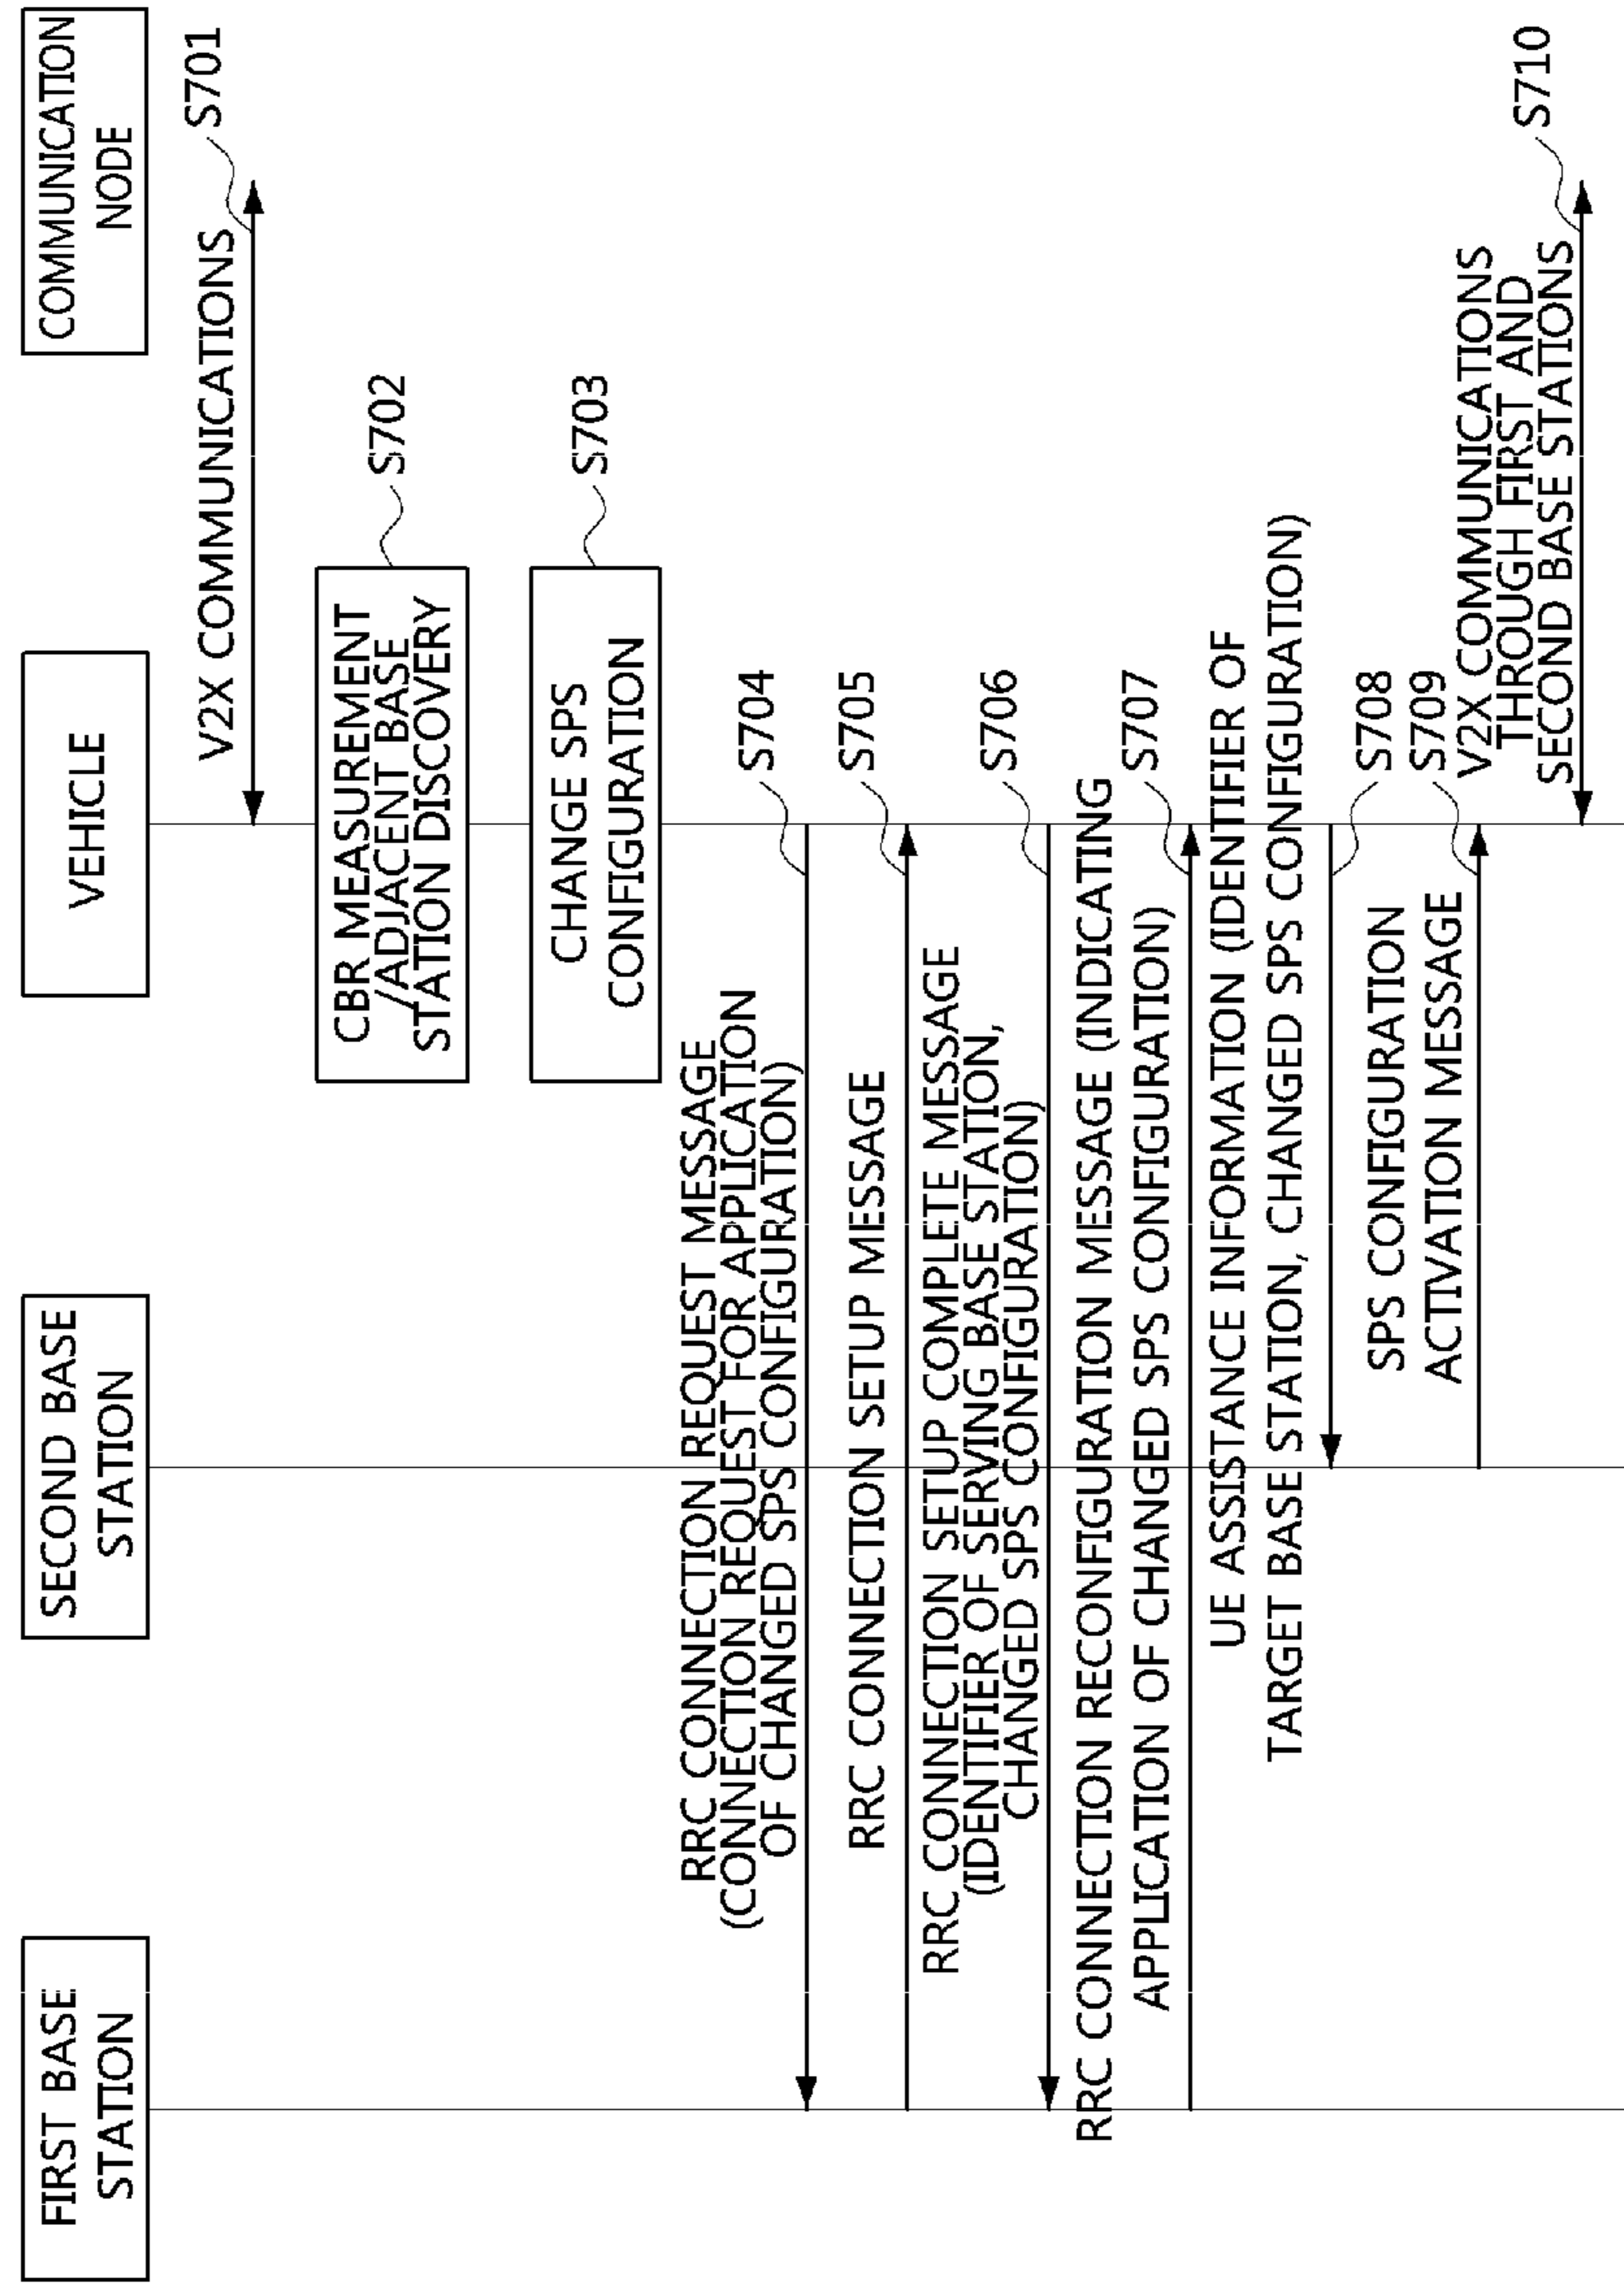 FIRST BASE
STATION
SECOND BASE
STATION
VEHICLE
COMMUNICATION
NODE
V2X COMMUNICATIONS
S701
CBR MEASUREMENT
/ADJACENT BASE
STATION DISCOVERY
S702
CHANGE SPS
CONFIGURATION
S703
RRC CONNECTION REQUEST MESSAGE
(CONNECTION REQUEST FOR APPLICATION
OF CHANGED SPS CONFIGURATION)
S704
RRC CONNECTION SETUP MESSAGE
S705
RRC CONNECTION SETUP COMPLETE MESSAGE
(IDENTIFIER OF SERVING BASE STATION,
CHANGED SPS CONFIGURATION)
S706
RRC CONNECTION RECONFIGURATION MESSAGE (INDICATING
APPLICATION OF CHANGED SPS CONFIGURATION)
S707
UE ASSISTANCE INFORMATION (IDENTIFIER OF
TARGET BASE STATION, CHANGED SPS CONFIGURATION)
S708
SPS CONFIGURATION
ACTIVATION MESSAGE
S709
V2X COMMUNICATIONS
THROUGH FIRST AND
SECOND BASE STATIONS
S710